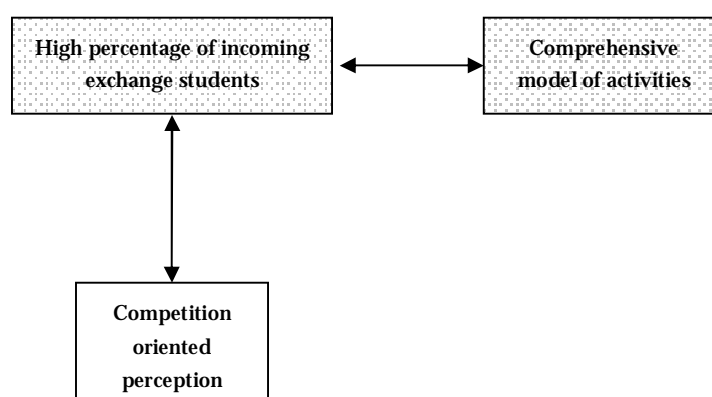 High percentage of incoming
exchange students
Comprehensive
model of activities
Competition
oriented
perception